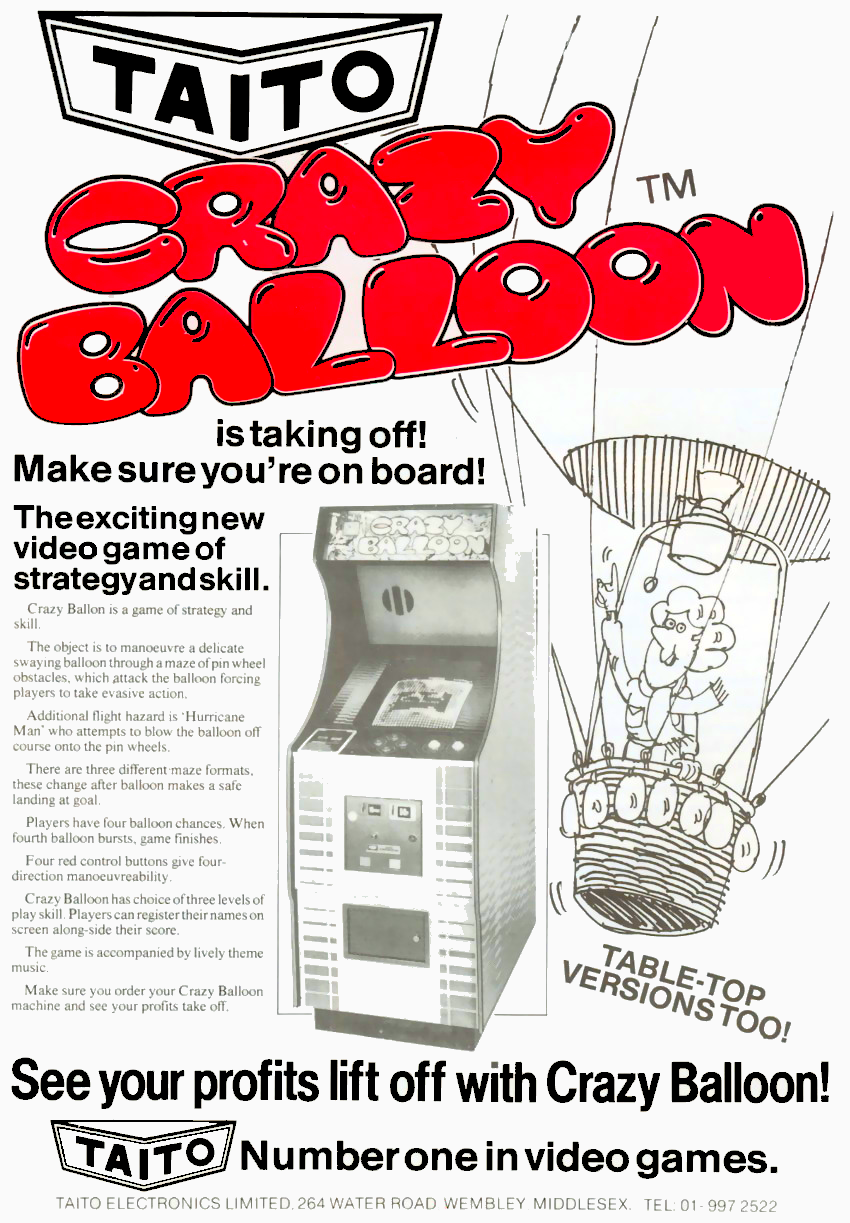 TAITO
CRAZY
TM
BALLOON
is taking off!
Make sure you're on board!
The exciting new
video game of
strategy and skill.
Crazy Ballon is a game of strategy and
skill.
The object is to manoeuvre a delicate
swaying balloon through a maze of pin wheel
obstacles, which attack the balloon forcing
players to take evasive action.
Additional flight hazard is 'Hurricane
Man' who attempts to blow the balloon off
course onto the pin wheels.
There are three different maze formats,
these change after balloon makes a safe
landing at goal.
Players have four balloon chances. When
fourth balloon bursts, game finishes.
Four red control buttons give four-
direction manoeuvreability.
Crazy Balloon has choice of three levels of
play skill. Players can register their names on
screen along-side their score.
The game is accompanied by lively theme
music.
Make sure you order your Crazy Balloon
machine and see your profits take off.
CRAZY
BALLOON
TABLE-TOP
VERSIONS TOO!
See your profits lift off with Crazy Balloon!
TAITO Number one in video games.
TAITO ELECTRONICS LIMITED, 264 WATER ROAD WEMBLEY MIDDLESEX. TEL: 01-997 2522